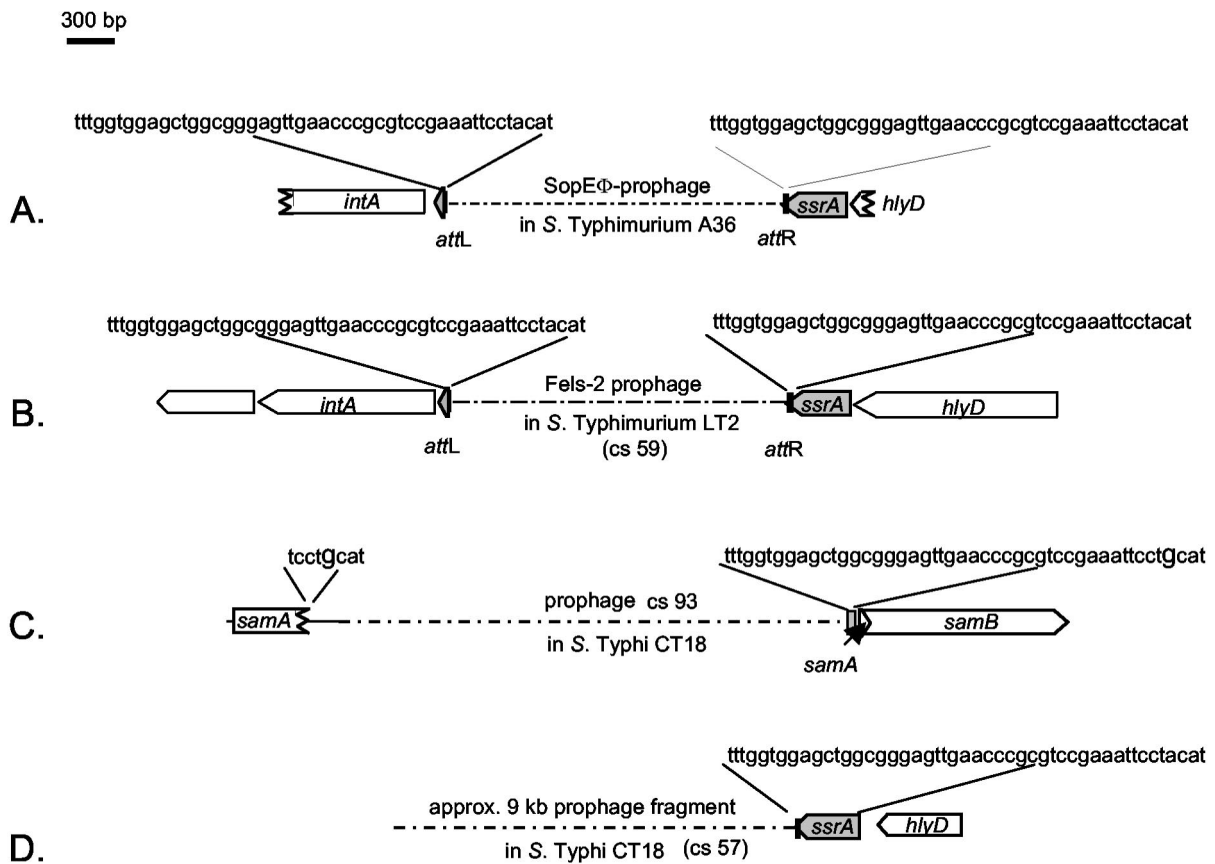 300 bp
tttggtggagctggcgggagttgaacccgcgtccgaaattcctacat
tttggtggagctggcgggagttgaacccgcgtccgaaattcctacat
A.
intA
SopEΦ-prophage
in S. Typhimurium A36
ssrA
hlyD
attL
attR
tttggtggagctggcgggagttgaacccgcgtccgaaattcctacat
tttggtggagctggcgggagttgaacccgcgtccgaaattcctacat
B.
intA
Fels-2 prophage
in S. Typhimurium LT2
(cs 59)
ssrA
hlyD
attL
attR
tcctgcat
tttggtggagctggcgggagttgaacccgcgtccgaaattcctgcat
C.
samA
prophage cs 93
in S. Typhi CT18
samB
samA
tttggtggagctggcgggagttgaacccgcgtccgaaattcctacat
D.
approx. 9 kb prophage fragment
in S. Typhi CT18 (cs 57)
ssrA
hlyD